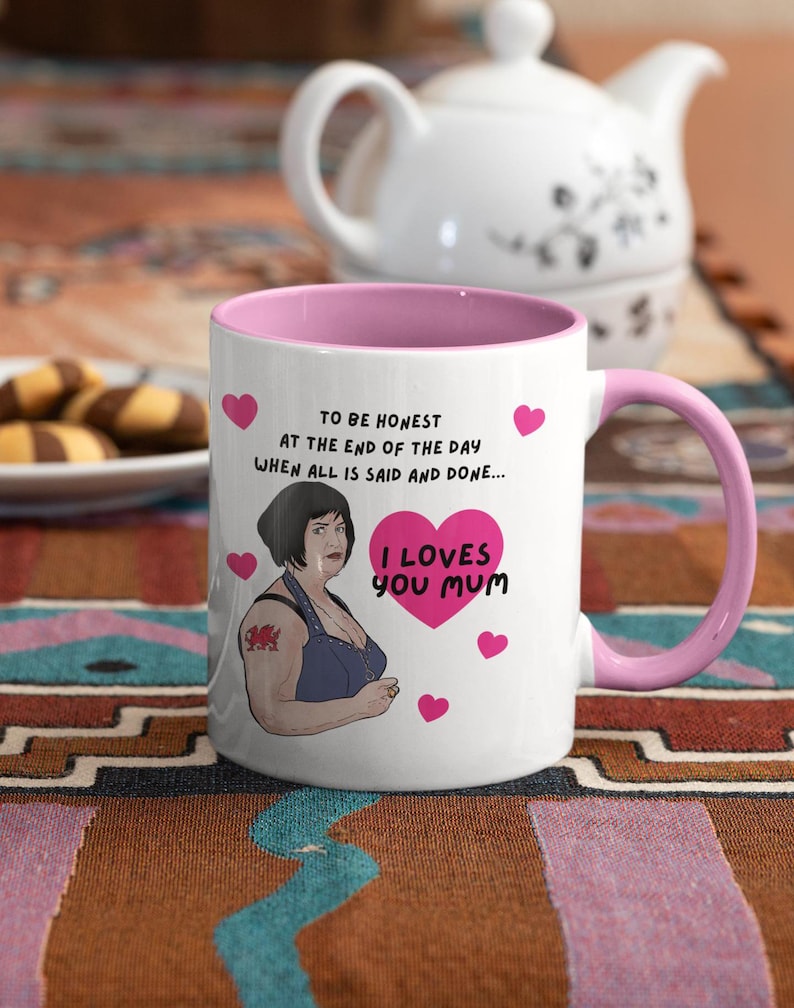 TO BE HONEST
AT THE END OF THE DAY
WHEN ALL IS SAID AND DONE...
I LOVES
YOU MUM